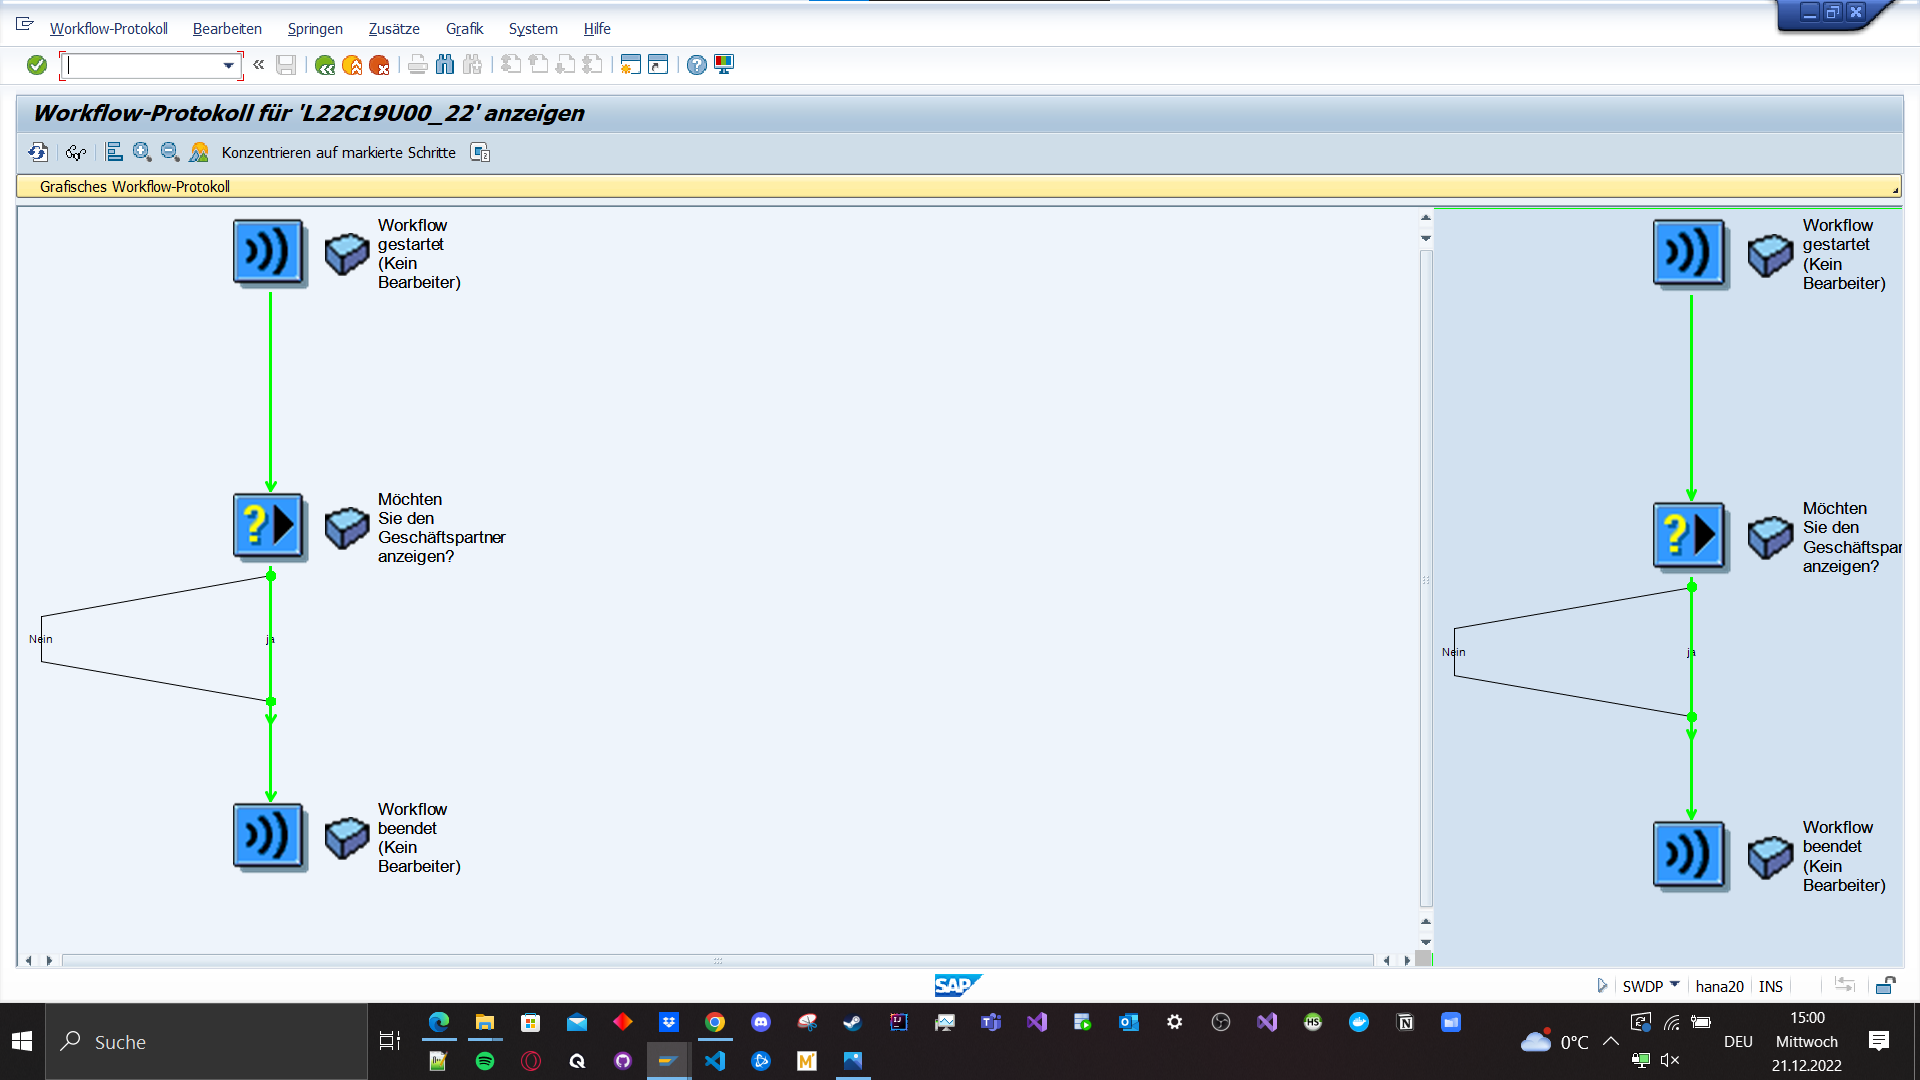 Workflow-Protokoll Bearbeiten Springen Zusätze Grafik System Hilfe
Workflow-Protokoll für 'L22C19U00_22' anzeigen
Konzentrieren auf markierte Schritte
Grafisches Workflow-Protokoll
Workflow
gestartet
(Kein
Bearbeiter)
Möchten
Sie den
Geschäftspartner
anzeigen?
Nein
ja
Workflow
beendet
(Kein
Bearbeiter)
Workflow
gestartet
(Kein
Bearbeiter)
Möchten
Sie den
Geschäftspar
anzeigen?
Nein
ja
Workflow
beendet
(Kein
Bearbeiter)
SAP
SWDP hana20 INS
Suche
0°C
DEU
15:00
Mittwoch
21.12.2022